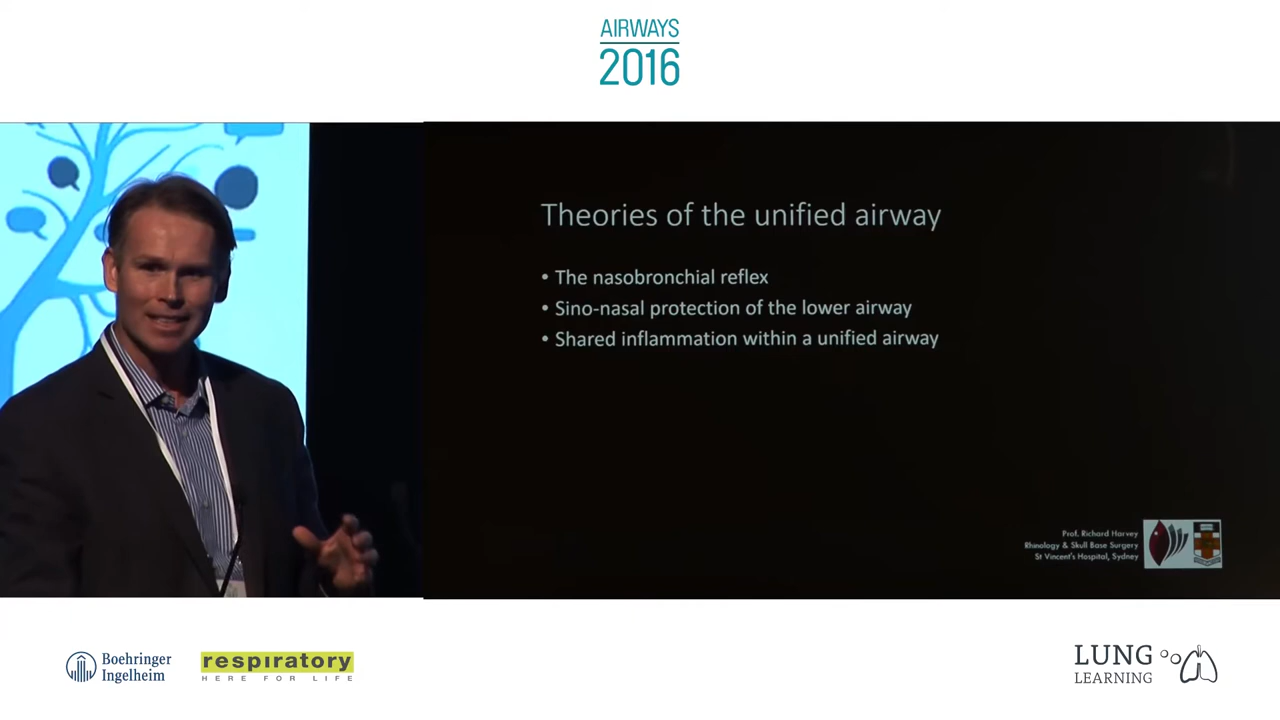 AIRWAYS
2016
Theories of the unified airway
• The nasobronchial reflex
• Sino-nasal protection of the lower airway
• Shared inflammation within a unified airway
Prof. Richard Harvey
Rhinology & Skull Base Surgery
St Vincent's Hospital, Sydney
Boehringer
Ingelheim
respiratory
HERE FOR LIFE
LUNG
LEARNING